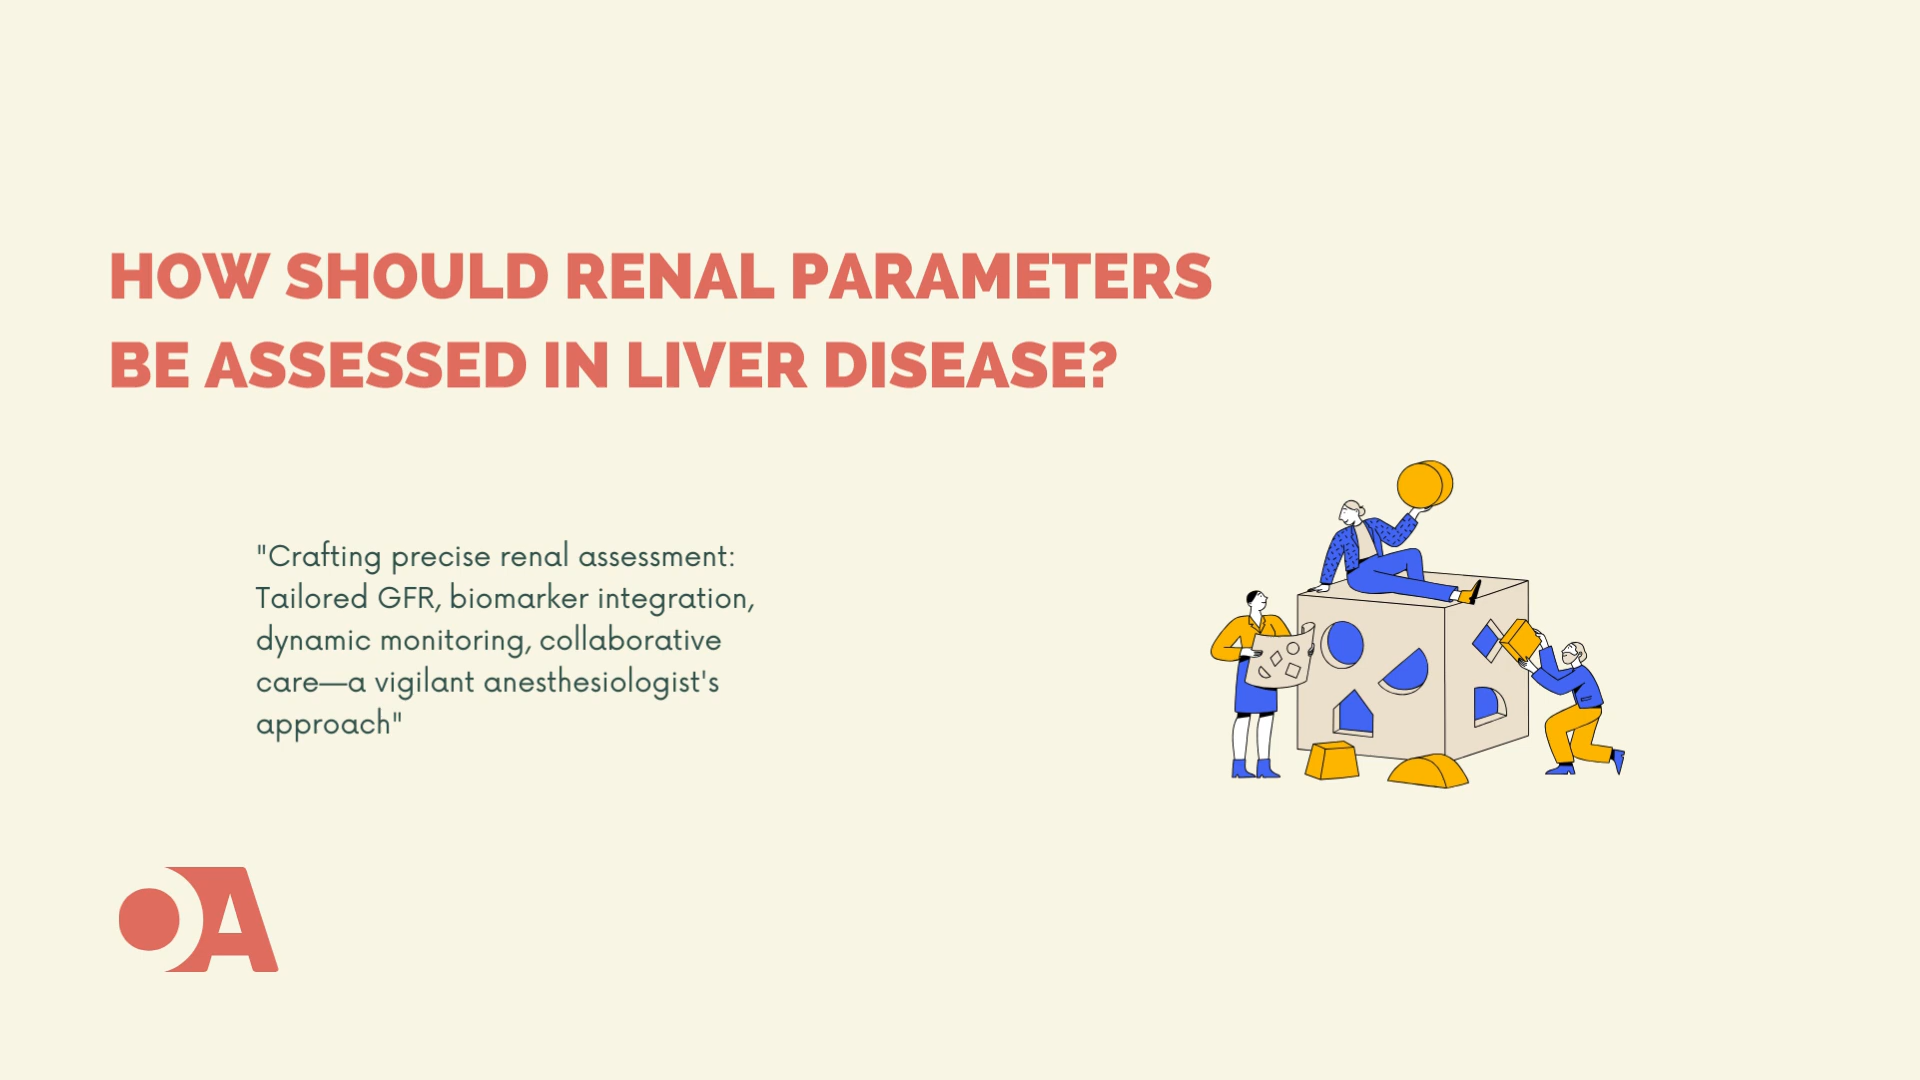 HOW SHOULD RENAL PARAMETERS
BE ASSESSED IN LIVER DISEASE?
"Crafting precise renal assessment:
Tailored GFR, biomarker integration,
dynamic monitoring, collaborative
care—a vigilant anesthesiologist's
approach"
OA